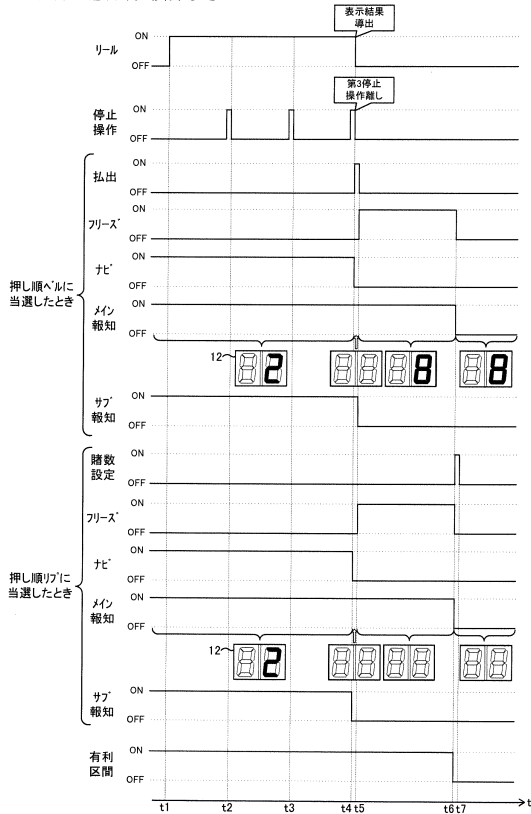 表示結果
導出
リール
ON
OFF
第3停止
操作離し
停止
操作
ON
OFF
押し順ベルに
当選したとき
払出
ON
OFF
フリーズ
ON
OFF
ナビ
ON
OFF
メイン
報知
ON
OFF
12
2
8
8
サブ
報知
ON
OFF
押し順リプに
当選したとき
賭数
設定
ON
OFF
フリーズ
ON
OFF
ナビ
ON
OFF
メイン
報知
ON
OFF
12
2
サブ
報知
ON
OFF
有利
区間
ON
OFF
t1 t2 t3 t4 t5 t6 t7 t